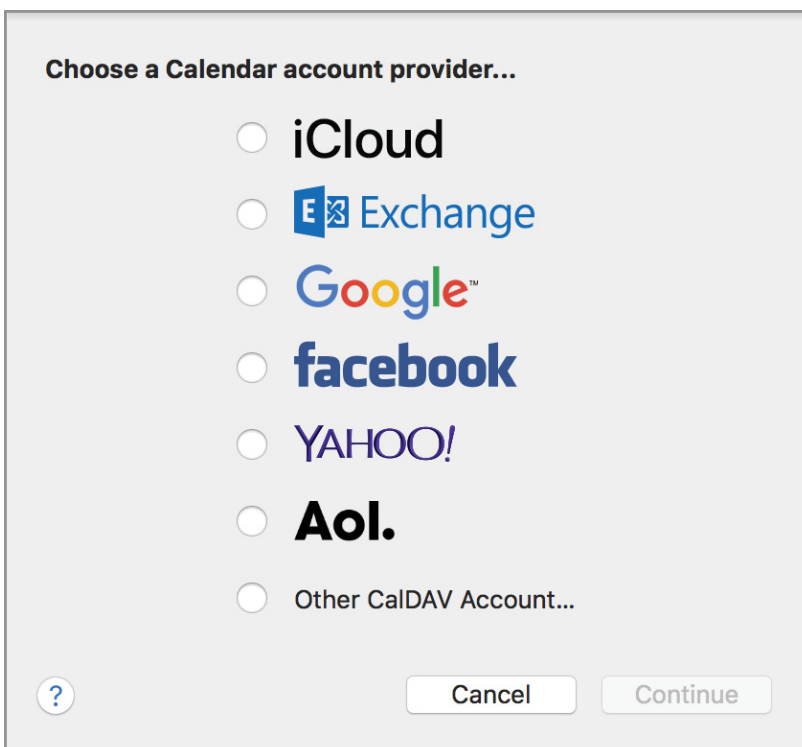 Choose a Calendar account provider...
iCloud
E Exchange
Google™
facebook
YAHOO!
Aol.
Other CalDAV Account...
? Cancel Continue